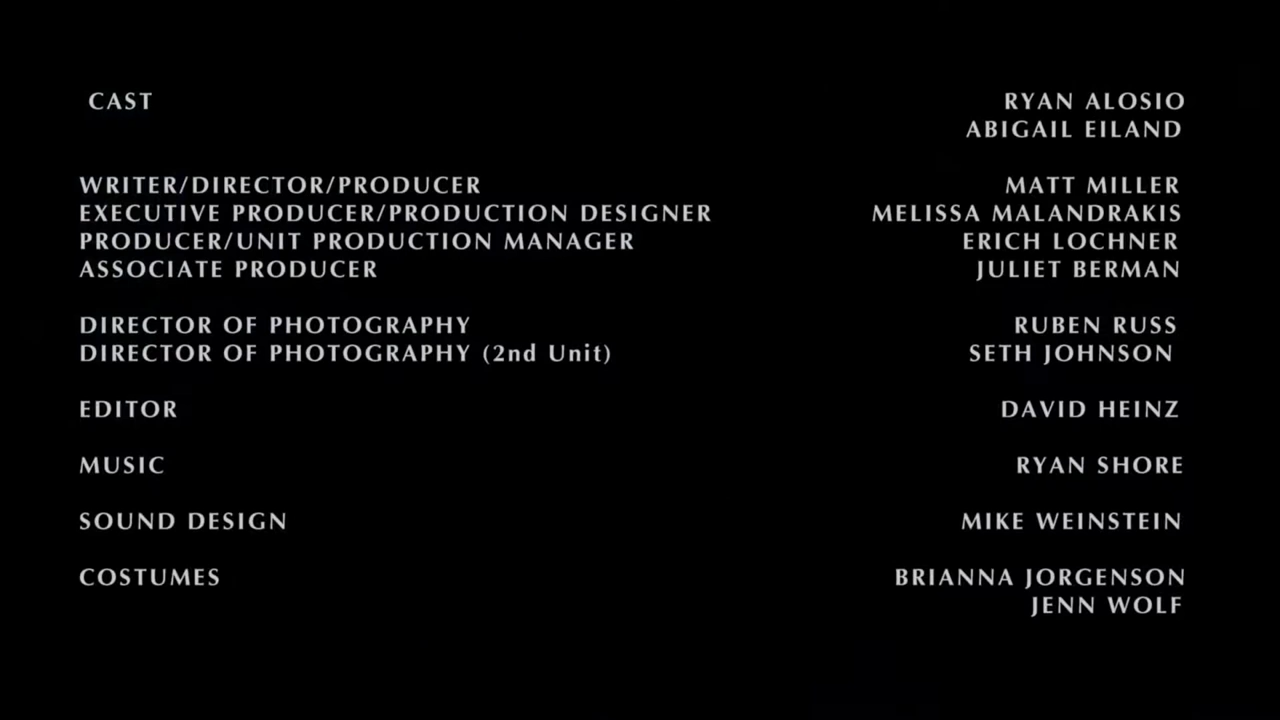 CAST RYAN ALOSIO
ABIGAIL EILAND
WRITER/DIRECTOR/PRODUCER MATT MILLER
EXECUTIVE PRODUCER/PRODUCTION DESIGNER MELISSA MALANDRAKIS
PRODUCER/UNIT PRODUCTION MANAGER ERICH LOCHNER
ASSOCIATE PRODUCER JULIET BERMAN
DIRECTOR OF PHOTOGRAPHY RUBEN RUSS
DIRECTOR OF PHOTOGRAPHY (2nd Unit) SETH JOHNSON
EDITOR DAVID HEINZ
MUSIC RYAN SHORE
SOUND DESIGN MIKE WEINSTEIN
COSTUMES BRIANNA JORGENSON
JENN WOLF